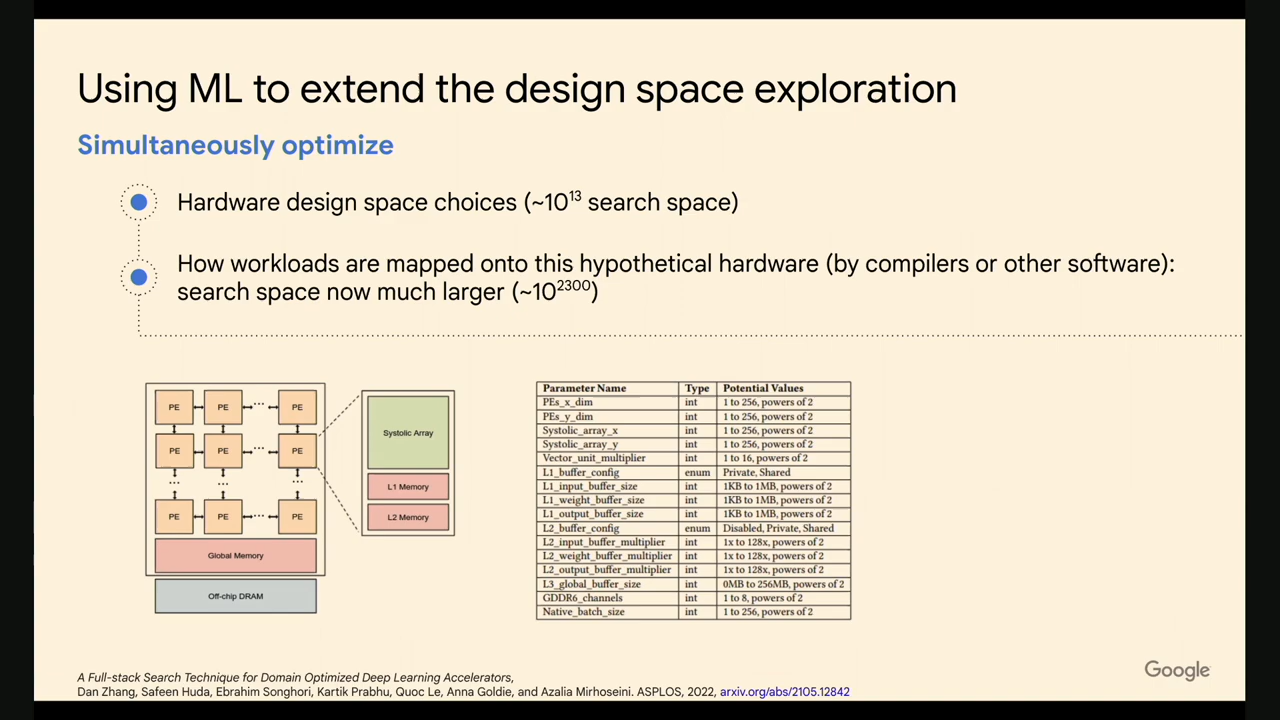 Using ML to extend the design space exploration
Simultaneously optimize
Hardware design space choices (~10¹³ search space)
How workloads are mapped onto this hypothetical hardware (by compilers or other software):
search space now much larger (~10²³⁰⁰)
PE PE ... PE
PE PE ... PE
... ... ...
PE PE ... PE
Global Memory
Off-chip DRAM
Systolic Array
L1 Memory
L2 Memory
Parameter Name Type Potential Values
PEs_x_dim int 1 to 256, powers of 2
PEs_y_dim int 1 to 256, powers of 2
Systolic_array_x int 1 to 256, powers of 2
Systolic_array_y int 1 to 256, powers of 2
Vector_unit_multiplier int 1 to 16, powers of 2
L1_buffer_config enum Private, Shared
L1_input_buffer_size int 1KB to 1MB, powers of 2
L1_weight_buffer_size int 1KB to 1MB, powers of 2
L1_output_buffer_size int 1KB to 1MB, powers of 2
L2_buffer_config enum Disabled, Private, Shared
L2_input_buffer_multiplier int 1x to 128x, powers of 2
L2_weight_buffer_multiplier int 1x to 128x, powers of 2
L2_output_buffer_multiplier int 1x to 128x, powers of 2
L3_global_buffer_size int 0MB to 256MB, powers of 2
GDDR6_channels int 1 to 8, powers of 2
Native_batch_size int 1 to 256, powers of 2
A Full-stack Search Technique for Domain Optimized Deep Learning Accelerators,
Dan Zhang, Safeen Huda, Ebrahim Songhori, Kartik Prabhu, Quoc Le, Anna Goldie, and Azalia Mirhoseini. ASPLOS, 2022, arxiv.org/abs/2105.12842
Google